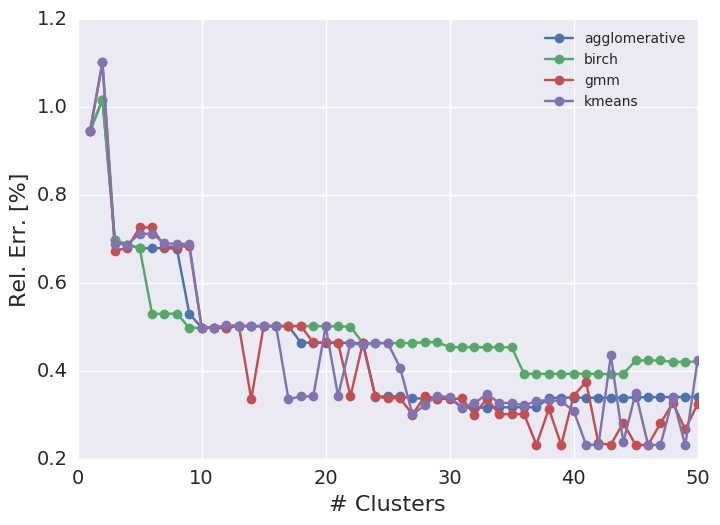 1.2
1.0
0.8
0.6
0.4
0.2
Rel. Err. [%]
agglomerative
birch
gmm
kmeans
0 10 20 30 40 50
# Clusters